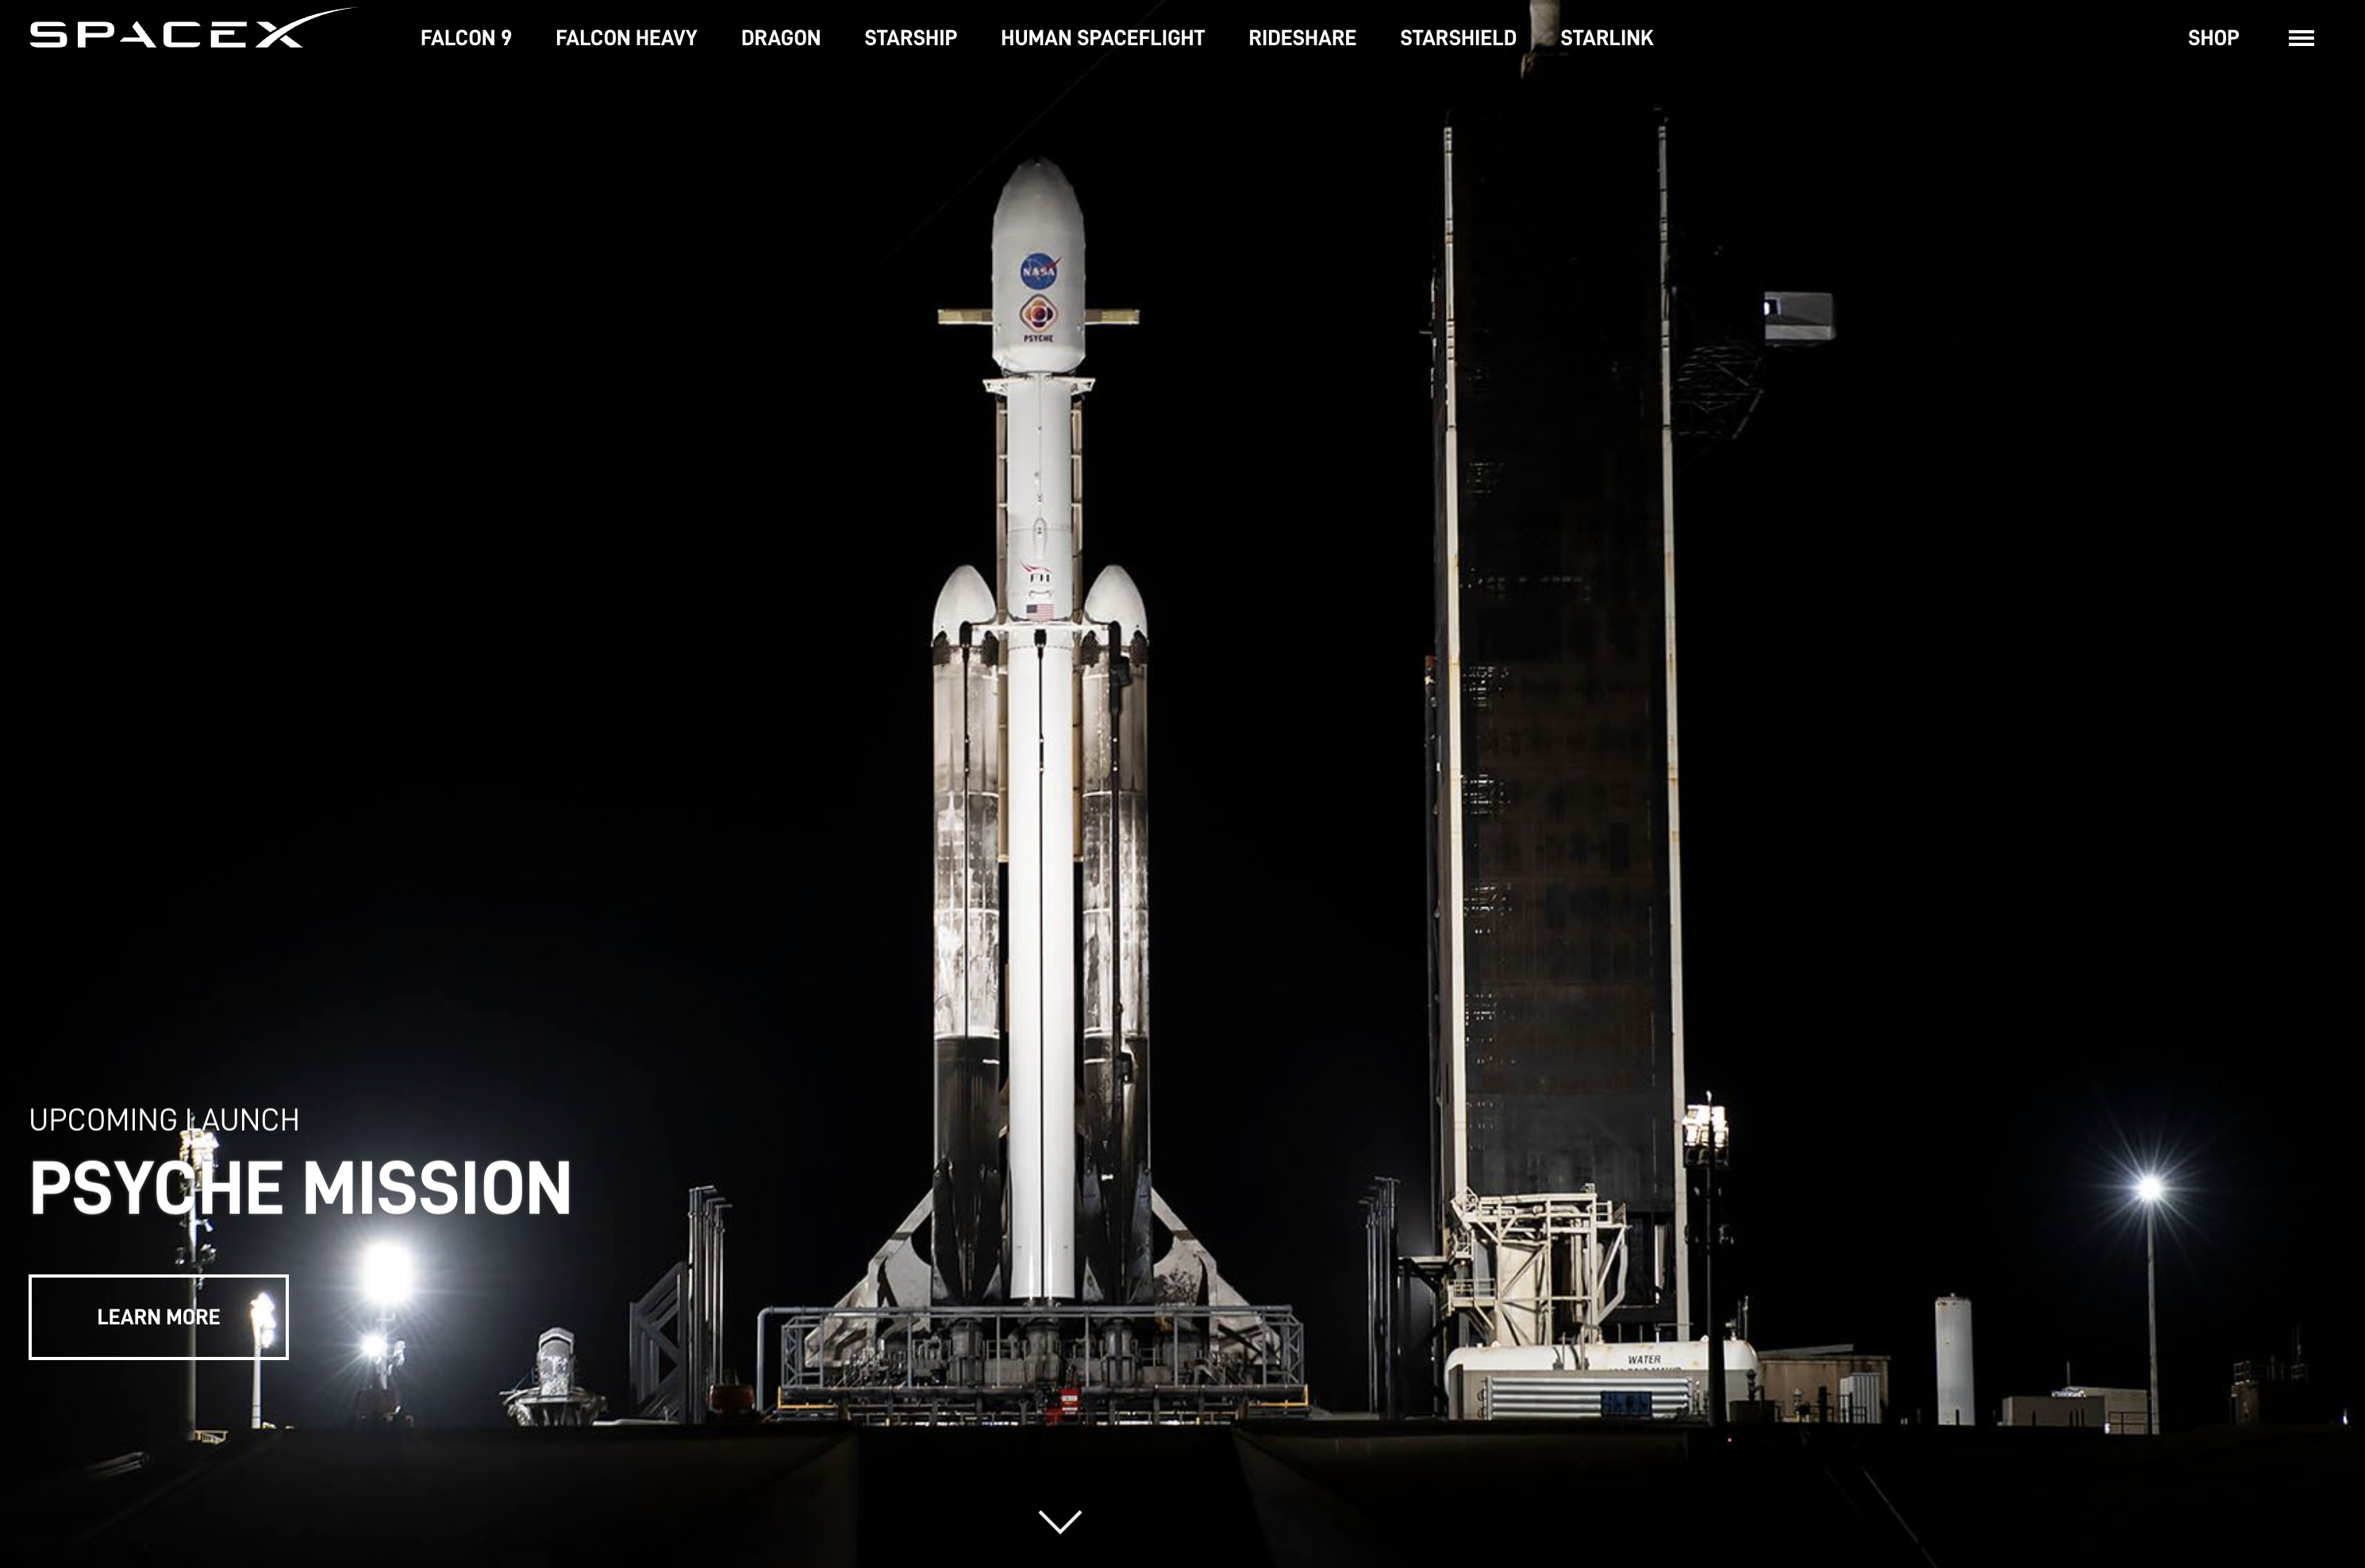 SPACEX
FALCON 9
FALCON HEAVY
DRAGON
STARSHIP
HUMAN SPACEFLIGHT
RIDESHARE
STARSHIELD
STARLINK
SHOP
NASA
PSYCHE
FH
UPCOMING LAUNCH
PSYCHE MISSION
LEARN MORE
WATER